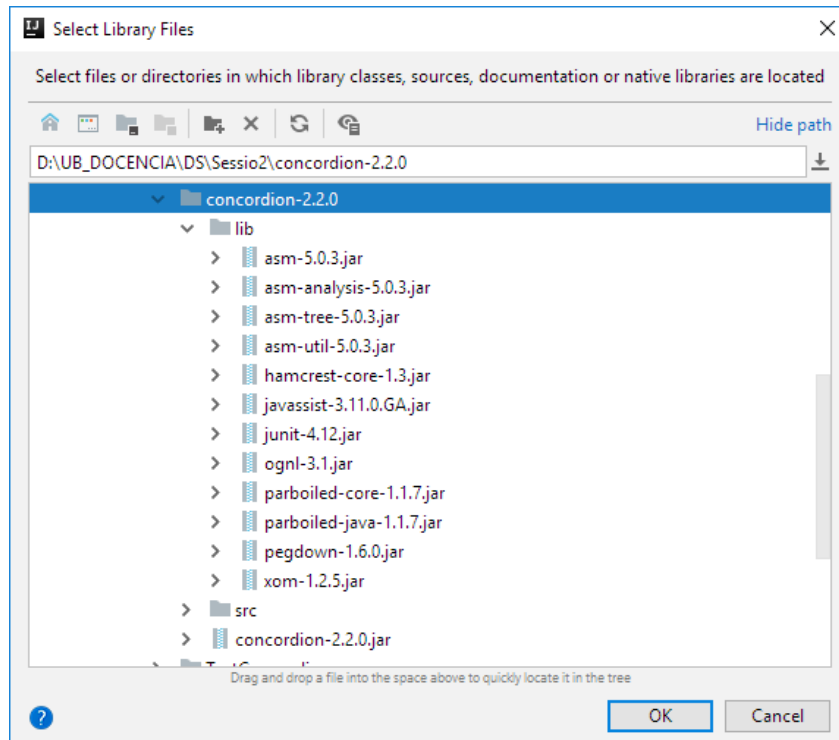 Select Library Files
Select files or directories in which library classes, sources, documentation or native libraries are located
Hide path
D:\UB_DOCENCIA\DS\Sessio2\concordion-2.2.0
concordion-2.2.0
lib
asm-5.0.3.jar
asm-analysis-5.0.3.jar
asm-tree-5.0.3.jar
asm-util-5.0.3.jar
hamcrest-core-1.3.jar
javassist-3.11.0.GA.jar
junit-4.12.jar
ognl-3.1.jar
parboiled-core-1.1.7.jar
parboiled-java-1.1.7.jar
pegdown-1.6.0.jar
xom-1.2.5.jar
src
concordion-2.2.0.jar
Drag and drop a file into the space above to quickly locate it in the tree
OK
Cancel